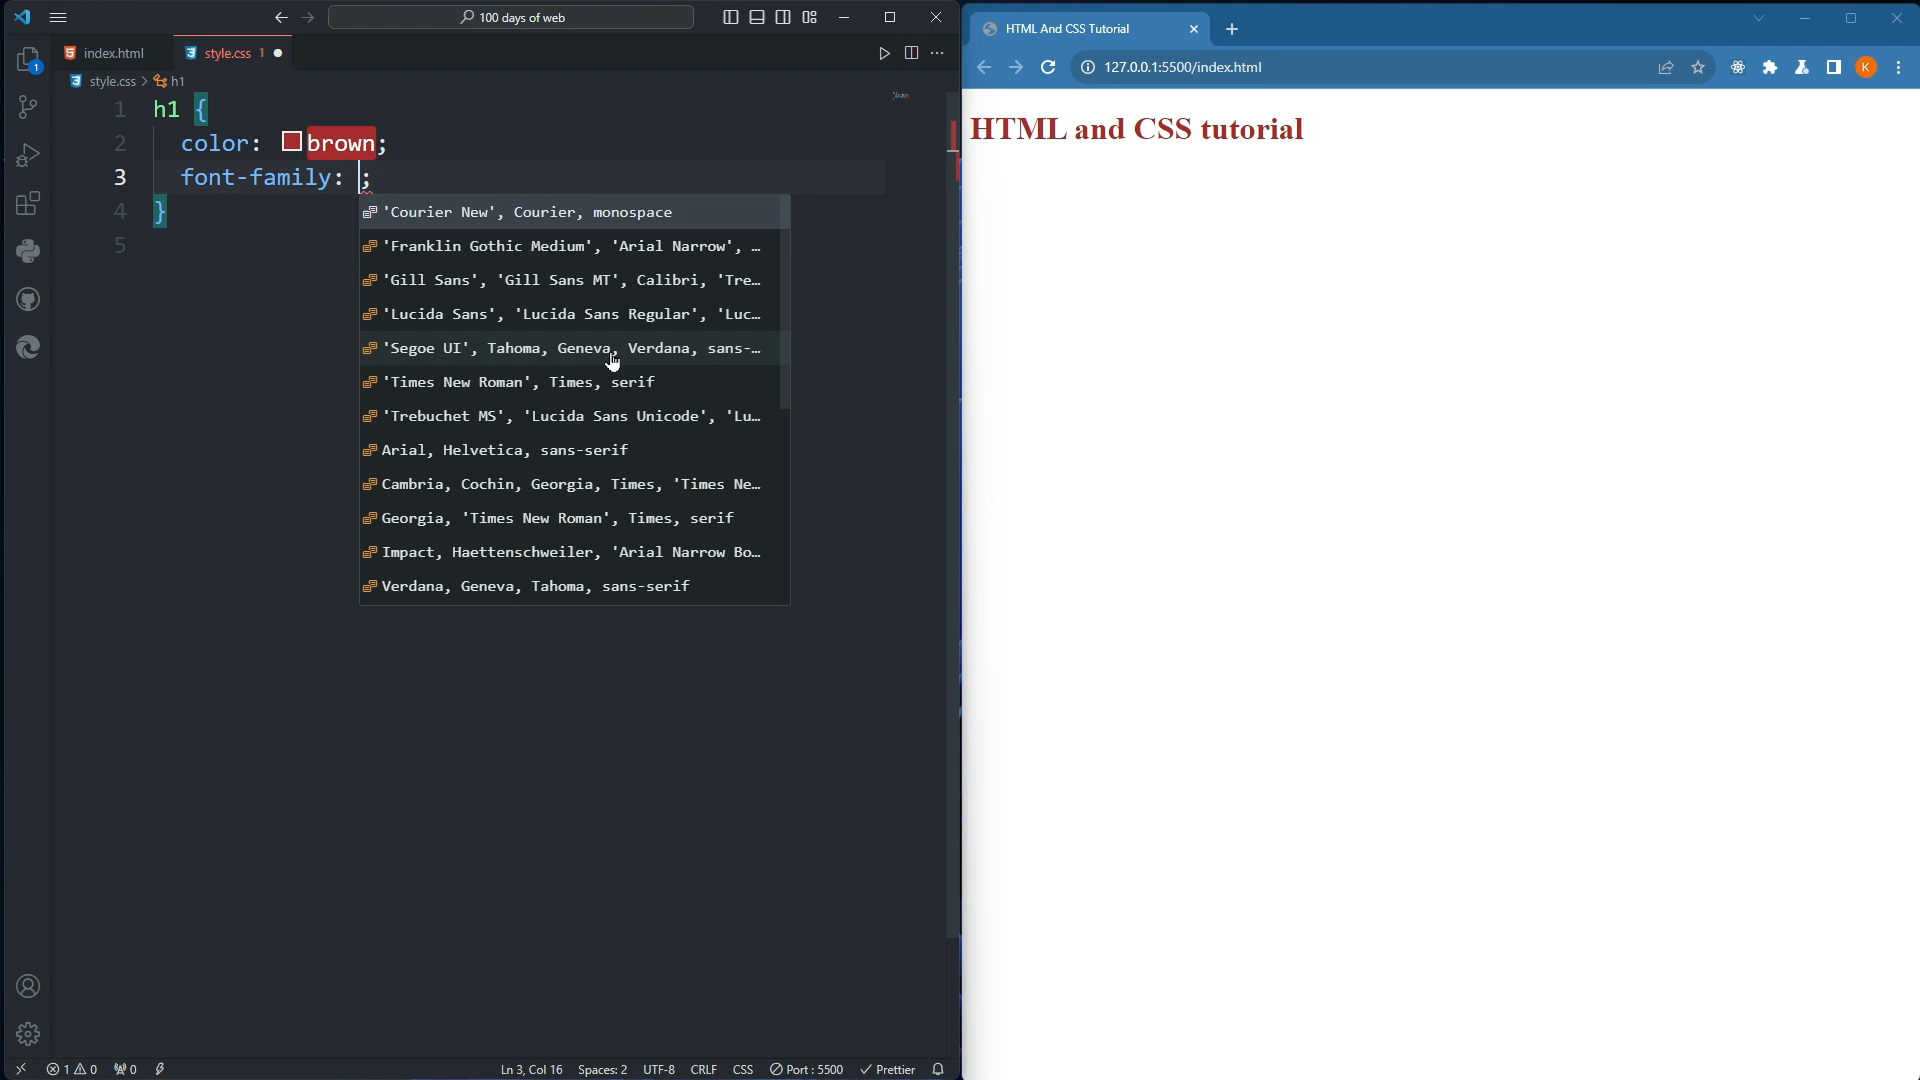 100 days of web
index.html
style.css 1
style.css > h1
1 h1 {
2 color: brown;
3 font-family: ;
4 }
5
'Courier New', Courier, monospace
'Franklin Gothic Medium', 'Arial Narrow', …
'Gill Sans', 'Gill Sans MT', Calibri, 'Tre…
'Lucida Sans', 'Lucida Sans Regular', 'Luc…
'Segoe UI', Tahoma, Geneva, Verdana, sans-…
'Times New Roman', Times, serif
'Trebuchet MS', 'Lucida Sans Unicode', 'Lu…
Arial, Helvetica, sans-serif
Cambria, Cochin, Georgia, Times, 'Times Ne…
Georgia, 'Times New Roman', Times, serif
Impact, Haettenschweiler, 'Arial Narrow Bo…
Verdana, Geneva, Tahoma, sans-serif
1
1 0 0 Ln 3, Col 16 Spaces: 2 UTF-8 CRLF CSS Port : 5500 Prettier
HTML And CSS Tutorial
127.0.0.1:5500/index.html
K
HTML and CSS tutorial